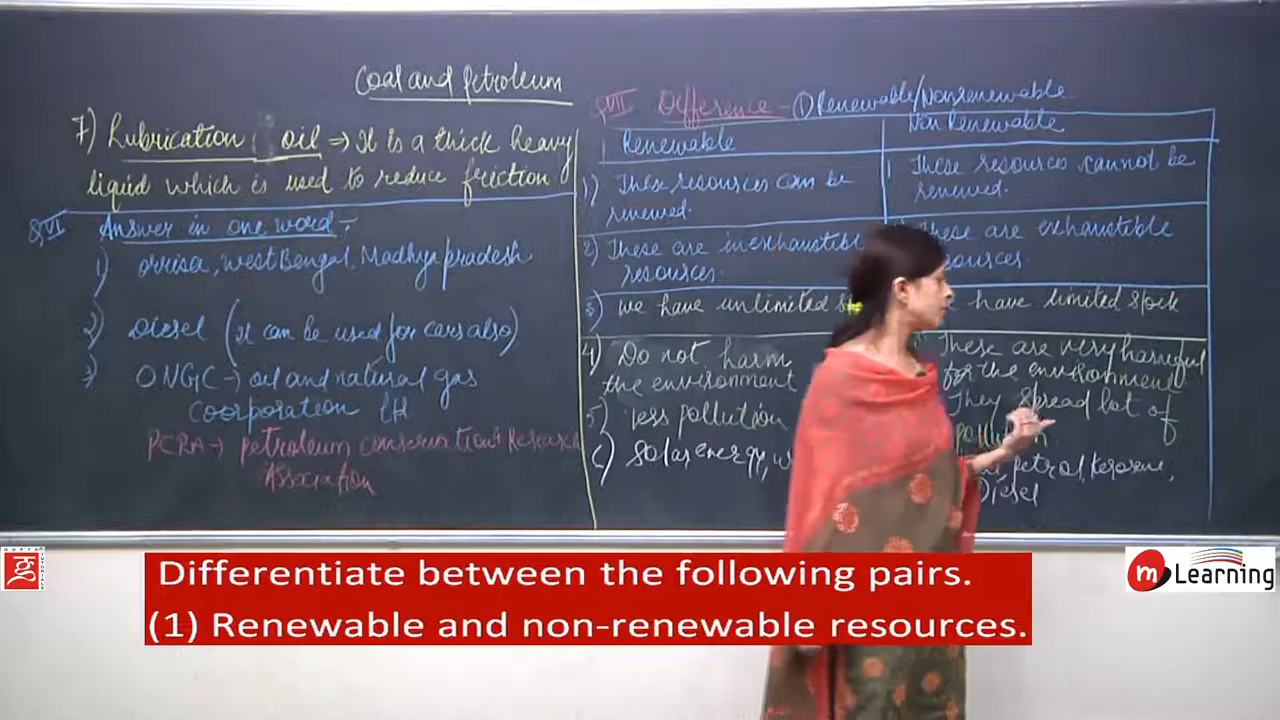 Coal and Petroleum
7) Lubrication oil ⇒ It is a thick heavy
liquid which is used to reduce friction
Q VI Answer in one word :-
1) orrisa, west Bengal, Madhya pradesh.
2) Diesel (it can be used for cars also)
3) ONGC → oil and natural gas
Coorporation ltd
PCRA → petroleum conservation Research
Association
Q VII Difference - (1) Renewable/Nonrenewable
Renewable
Non Renewable
1) These resources can be
renewed.
1 These resources cannot be
renewed.
2) These are inexhaustible
resources.
These are exhaustible
sources.
3) we have unlimited s
have limited stock
4) Do not harm
the environment
These are very harmful
for the environment
5) less pollution
They spread lot of
pollution.
6) Solar energy, w
petrol, kerosene,
Diesel
GUPTA TUTORIALS
Differentiate between the following pairs.
(1) Renewable and non-renewable resources.
m Learning